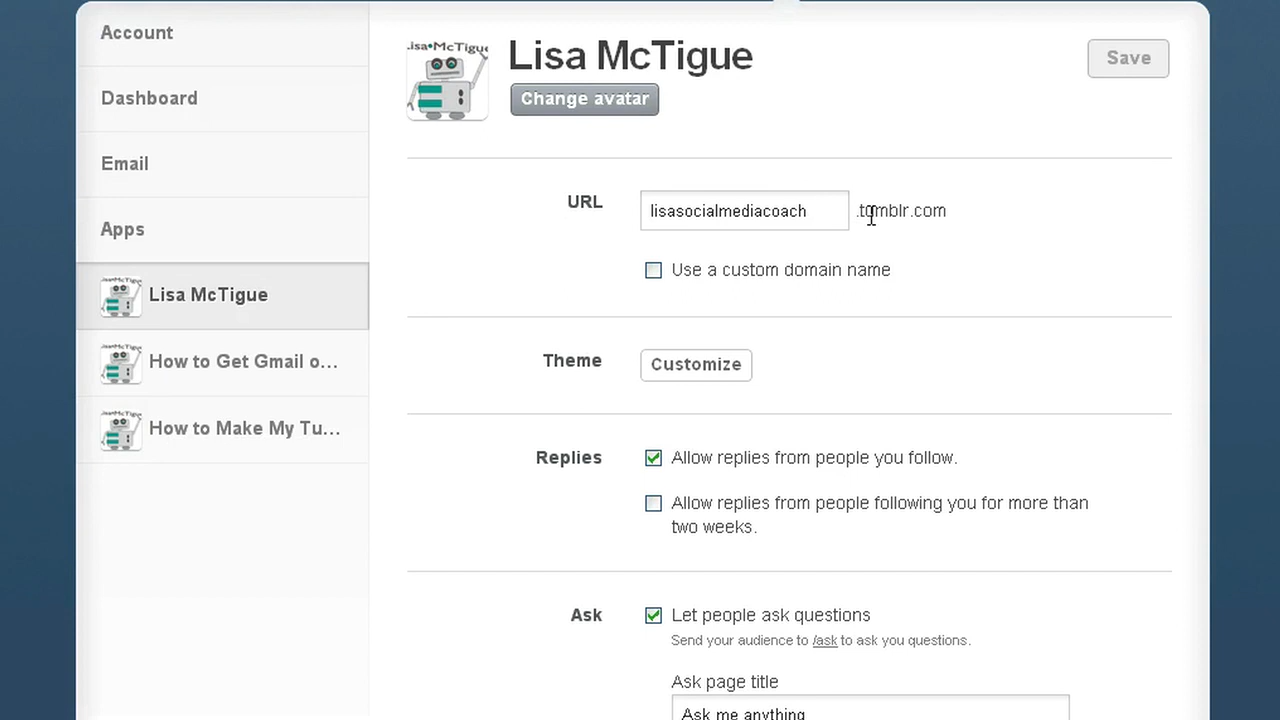 Account
Dashboard
Email
Apps
Lisa McTigue
How to Get Gmail o...
How to Make My Tu...
Lisa McTigue
Save
Change avatar
URL
lisasocialmediacoach .tumblr.com
Use a custom domain name
Theme
Customize
Replies
Allow replies from people you follow.
Allow replies from people following you for more than
two weeks.
Ask
Let people ask questions
Send your audience to /ask to ask you questions.
Ask page title
Ask me anything